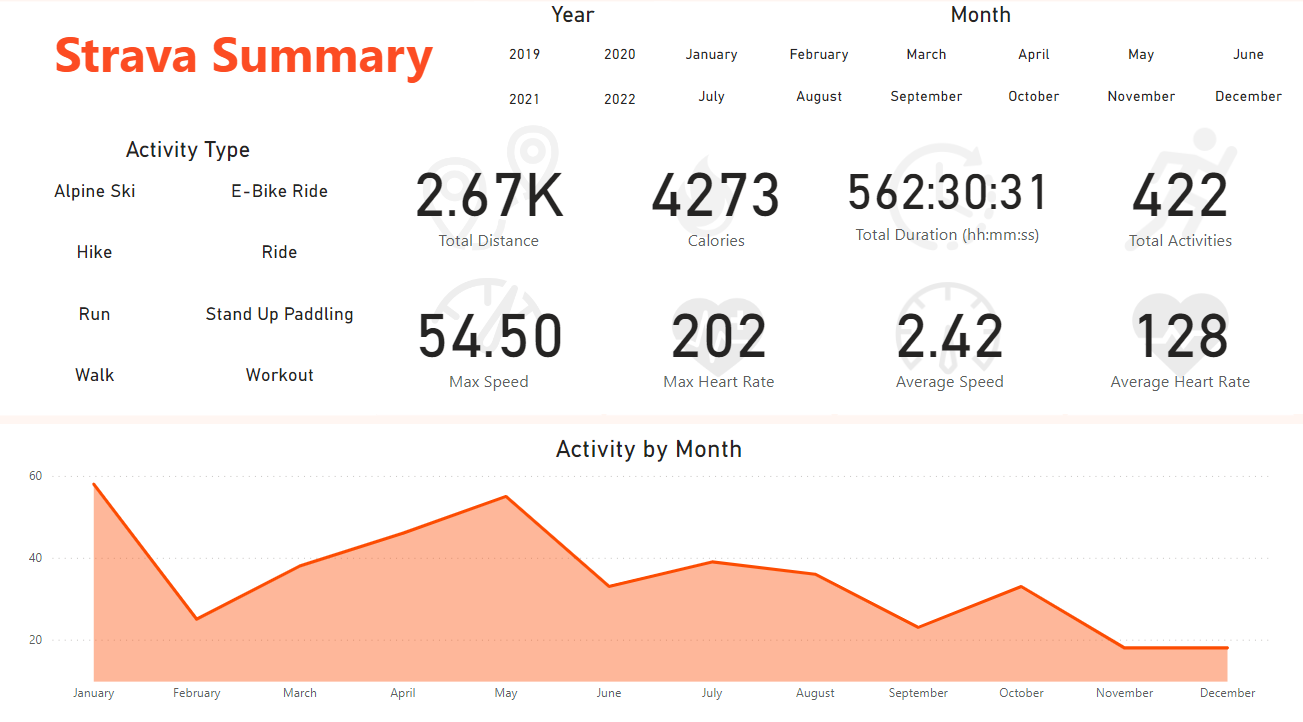 Strava Summary
Year
2019 2020
2021 2022
Month
January February March April May June
July August September October November December
Activity Type
Alpine Ski E-Bike Ride
Hike Ride
Run Stand Up Paddling
Walk Workout
2.67K
Total Distance
4273
Calories
562:30:31
Total Duration (hh:mm:ss)
422
Total Activities
54.50
Max Speed
202
Max Heart Rate
2.42
Average Speed
128
Average Heart Rate
Activity by Month
60
40
20
January February March April May June July August September October November December